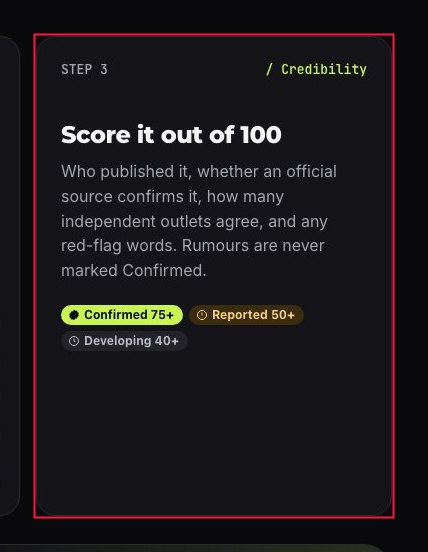 STEP 3 / Credibility
Score it out of 100
Who published it, whether an official
source confirms it, how many
independent outlets agree, and any
red-flag words. Rumours are never
marked Confirmed.
Confirmed 75+ Reported 50+
Developing 40+